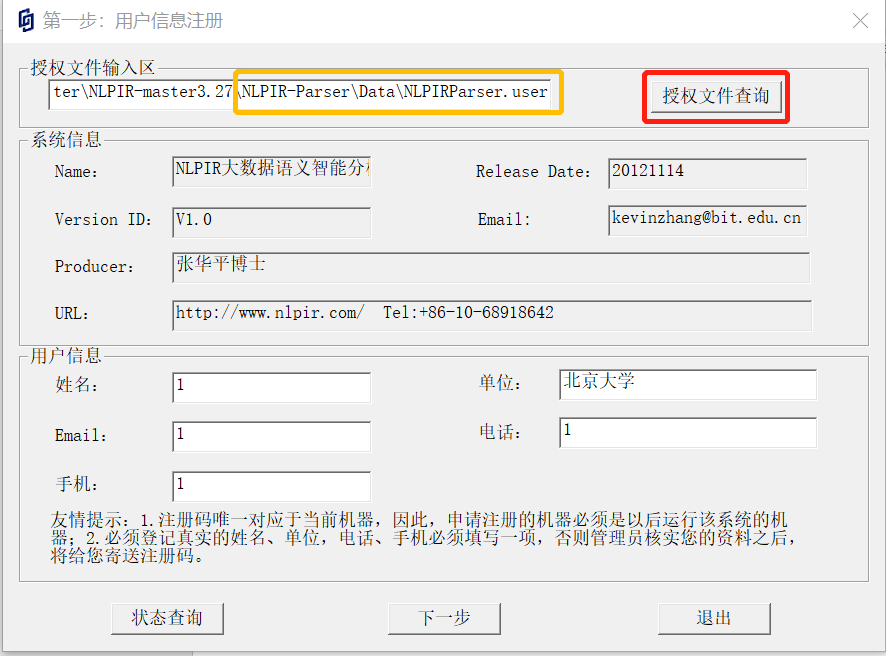 第一步：用户信息注册
授权文件输入区
ter\NLPIR-master3.27\NLPIR-Parser\Data\NLPIRParser.user
授权文件查询
系统信息
Name:
NLPIR大数据语义智能分
Release Date:
20121114
Version ID:
V1.0
Email:
kevinzhang@bit.edu.cn
Producer:
张华平博士
URL:
http://www.nlpir.com/ Tel:+86-10-68918642
用户信息
姓名:
1
单位:
北京大学
Email:
1
电话:
1
手机:
1
友情提示: 1.注册码唯一对应于当前机器，因此，申请注册的机器必须是以后运行该系统的机
器；2.必须登记真实的姓名、单位，电话、手机必须填写一项，否则管理员核实您的资料之后，
将给您寄送注册码。
状态查询
下一步
退出